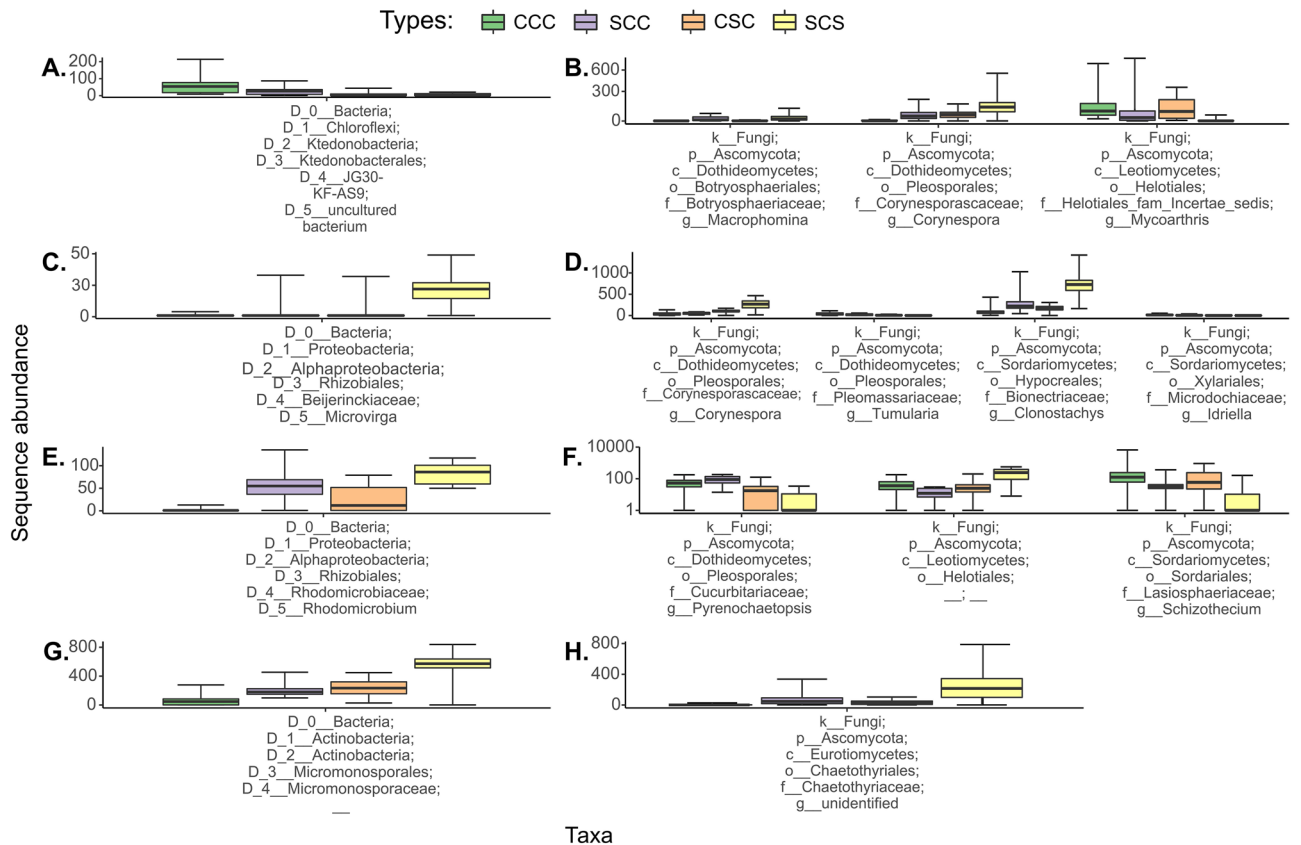 Types: CCC SCC CSC SCS
A.
200
100
0
D_0__Bacteria;
D_1__Chloroflexi;
D_2__Ktedonobacteria;
D_3__Ktedonobacterales;
D_4__JG30-
KF-AS9;
D_5__uncultured
bacterium
B.
600
300
0
k__Fungi;
p__Ascomycota;
c__Dothideomycetes;
o__Botryosphaeriales;
f__Botryosphaeriaceae;
g__Macrophomina
k__Fungi;
p__Ascomycota;
c__Dothideomycetes;
o__Pleosporales;
f__Corynesporascaceae;
g__Corynespora
k__Fungi;
p__Ascomycota;
c__Leotiomycetes;
o__Helotiales;
f__Helotiales_fam_Incertae_sedis;
g__Mycoarthris
C.
50
30
0
D_0__Bacteria;
D_1__Proteobacteria;
D_2__Alphaproteobacteria;
D_3__Rhizobiales;
D_4__Beijerinckiaceae;
D_5__Microvirga
D.
1000
500
0
k__Fungi;
p__Ascomycota;
c__Dothideomycetes;
o__Pleosporales;
f__Corynesporascaceae;
g__Corynespora
k__Fungi;
p__Ascomycota;
c__Dothideomycetes;
o__Pleosporales;
f__Pleomassariaceae;
g__Tumularia
k__Fungi;
p__Ascomycota;
c__Sordariomycetes;
o__Hypocreales;
f__Bionectriaceae;
g__Clonostachys
k__Fungi;
p__Ascomycota;
c__Sordariomycetes;
o__Xylariales;
f__Microdochiaceae;
g__Idriella
Sequence abundance
E.
100
50
0
D_0__Bacteria;
D_1__Proteobacteria;
D_2__Alphaproteobacteria;
D_3__Rhizobiales;
D_4__Rhodomicrobiaceae;
D_5__Rhodomicrobium
F.
10000
100
1
k__Fungi;
p__Ascomycota;
c__Dothideomycetes;
o__Pleosporales;
f__Cucurbitariaceae;
g__Pyrenochaetopsis
k__Fungi;
p__Ascomycota;
c__Leotiomycetes;
o__Helotiales;
__; __
k__Fungi;
p__Ascomycota;
c__Sordariomycetes;
o__Sordariales;
f__Lasiosphaeriaceae;
g__Schizothecium
G.
800
400
0
D_0__Bacteria;
D_1__Actinobacteria;
D_2__Actinobacteria;
D_3__Micromonosporales;
D_4__Micromonosporaceae;
__
H.
800
400
0
k__Fungi;
p__Ascomycota;
c__Eurotiomycetes;
o__Chaetothyriales;
f__Chaetothyriaceae;
g__unidentified
Taxa